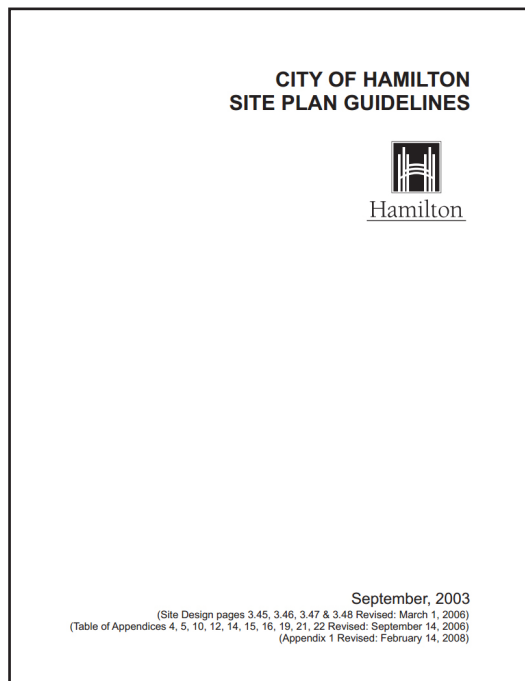 CITY OF HAMILTON
SITE PLAN GUIDELINES
Hamilton
September, 2003
(Site Design pages 3.45, 3.46, 3.47 & 3.48 Revised: March 1, 2006)
(Table of Appendices 4, 5, 10, 12, 14, 15, 16, 19, 21, 22 Revised: September 14, 2006)
(Appendix 1 Revised: February 14, 2008)